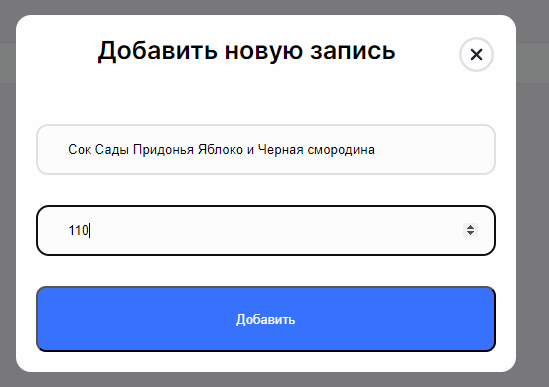 Добавить новую запись
Сок Сады Придонья Яблоко и Черная смородина
110
Добавить